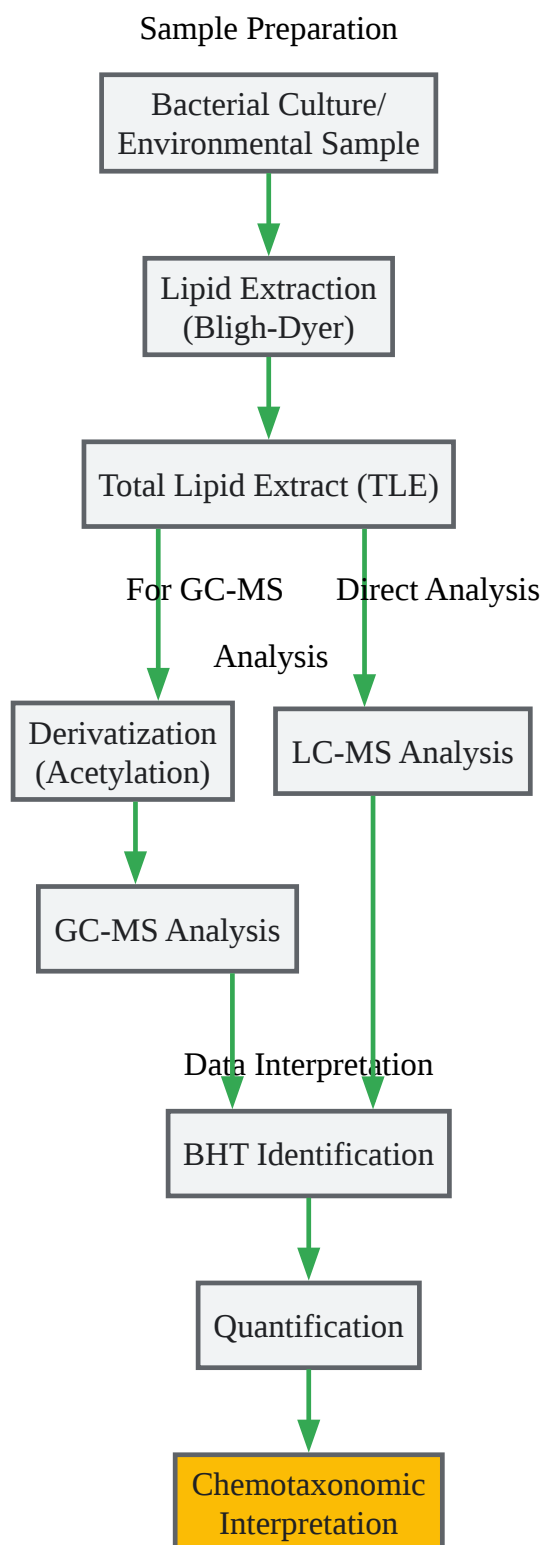 Sample Preparation
Bacterial Culture/
Environmental Sample
Lipid Extraction
(Bligh-Dyer)
Total Lipid Extract (TLE)
For GC-MS
Direct Analysis
Analysis
Derivatization
(Acetylation)
LC-MS Analysis
GC-MS Analysis
Data Interpretation
BHT Identification
Quantification
Chemotaxonomic
Interpretation